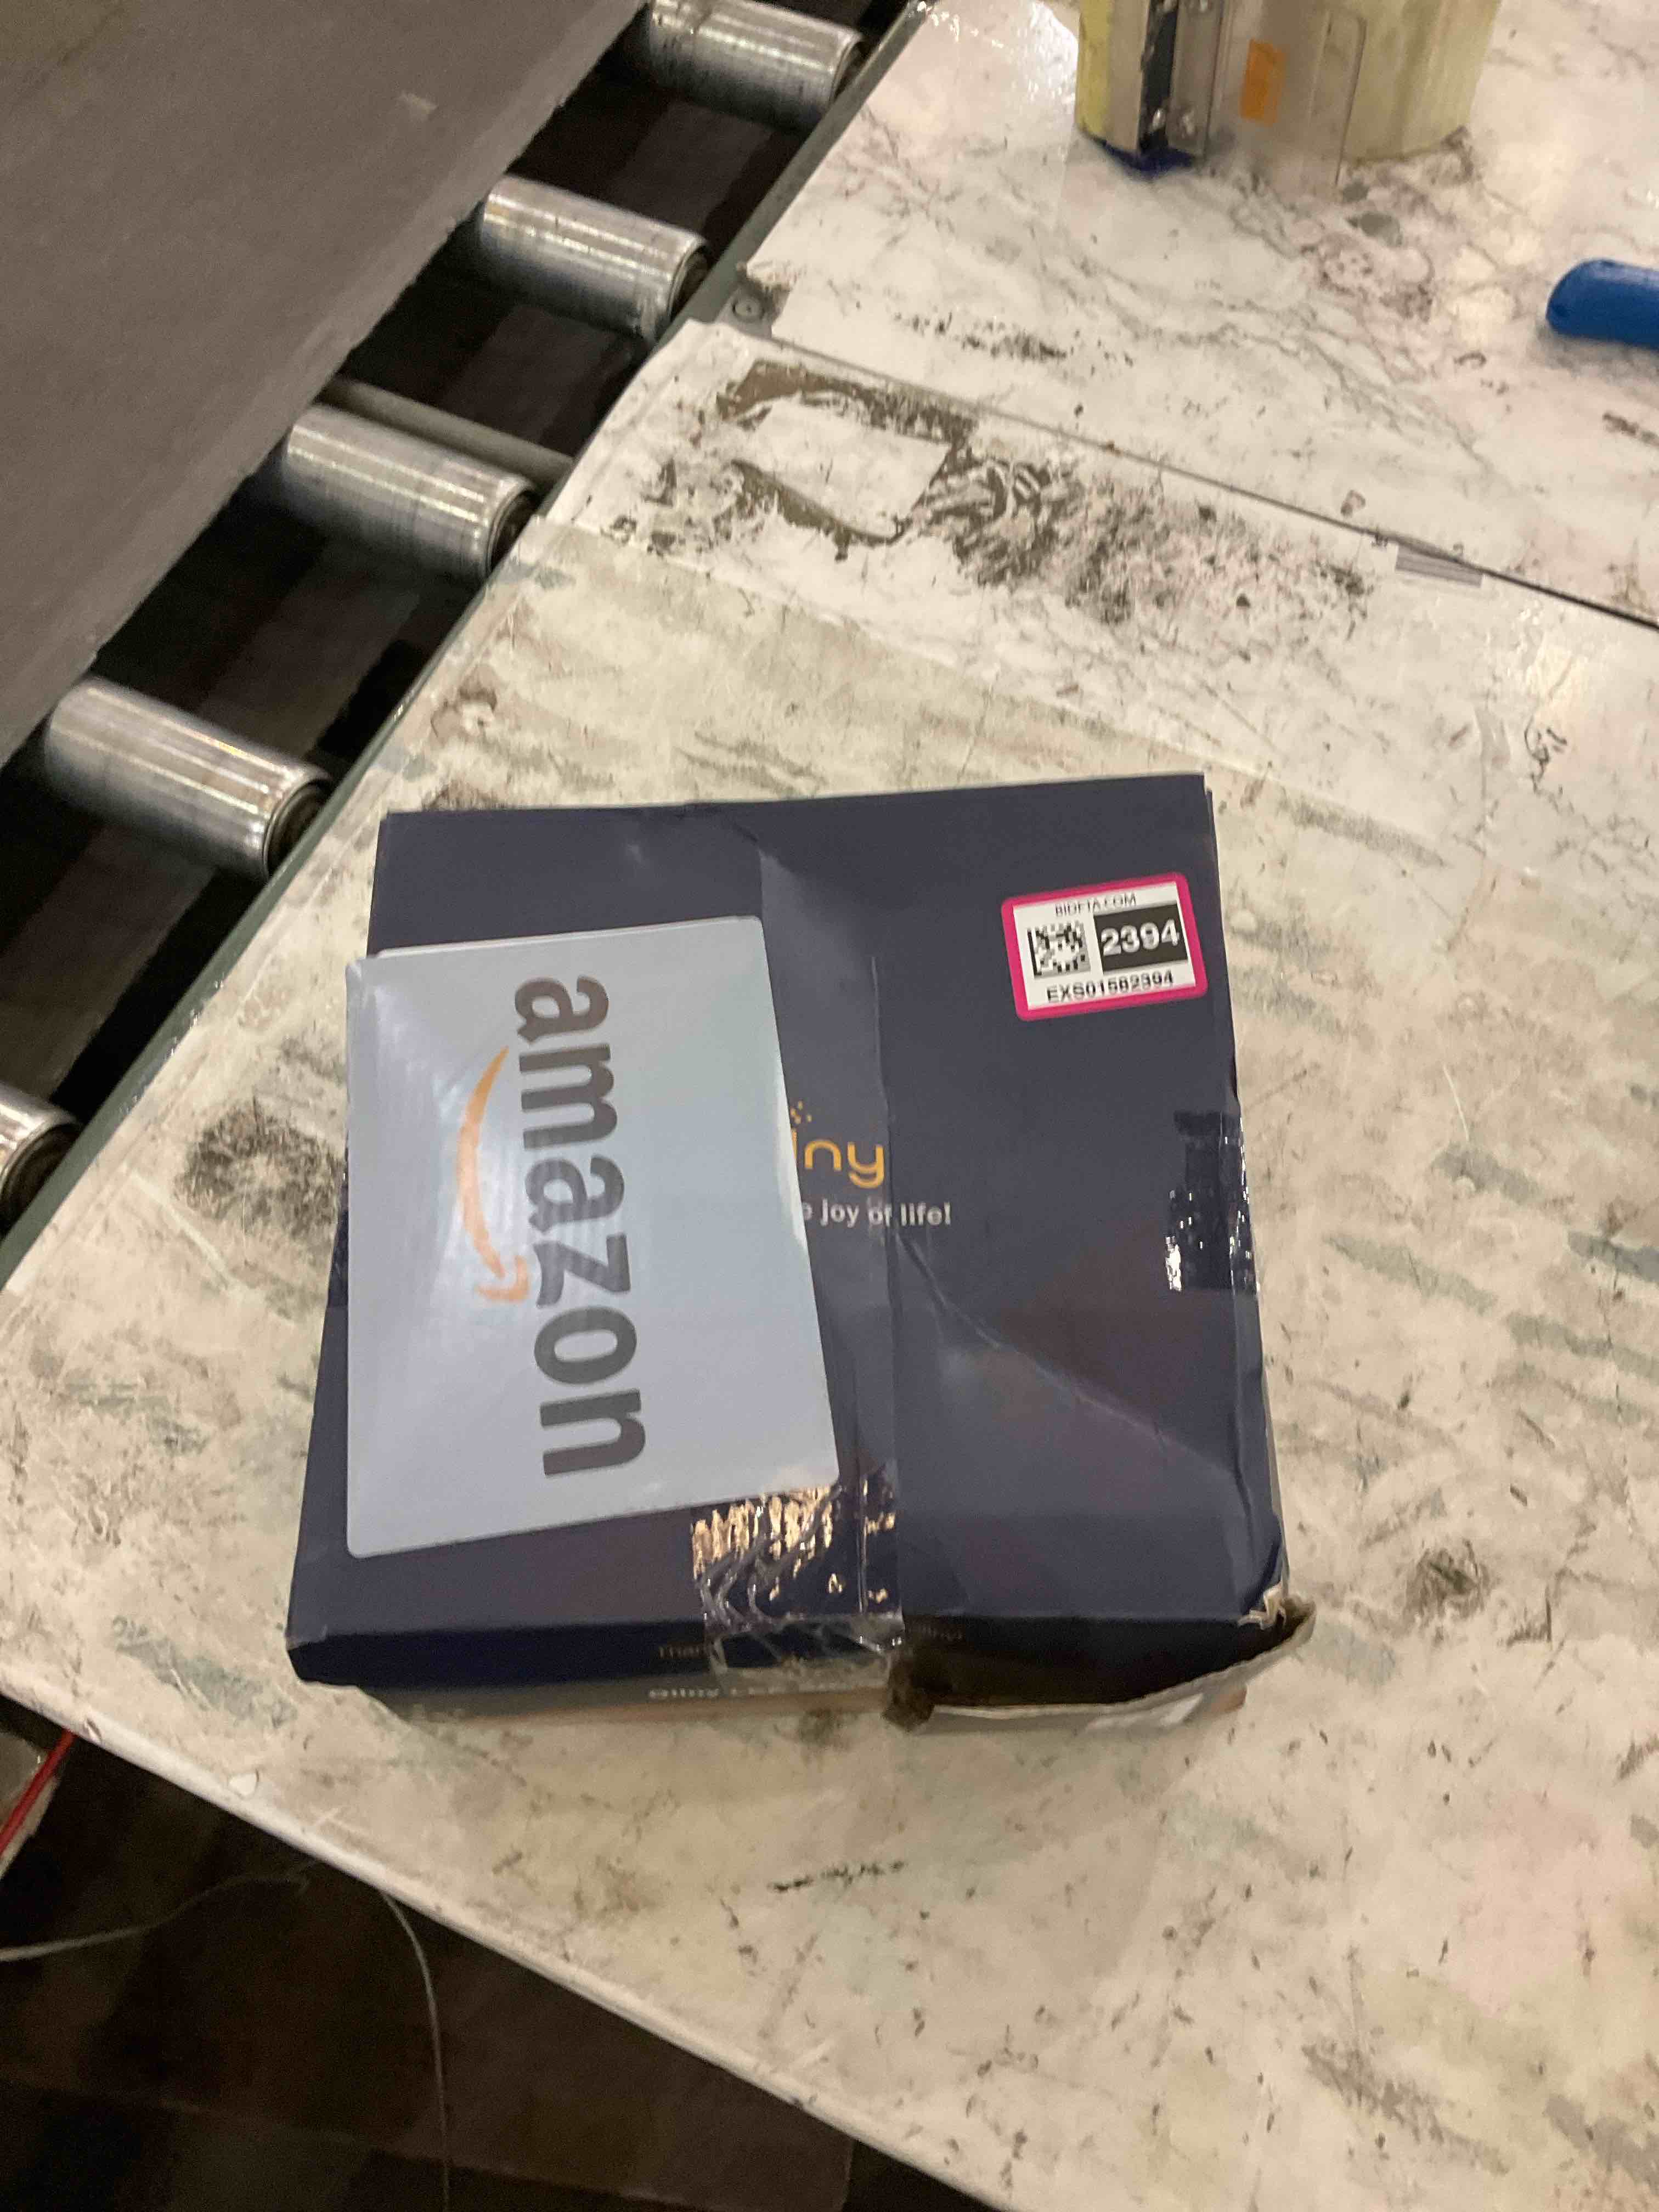 BIDFTA.COM
2394
EXS01582394
amazon
iny
e joy of life!